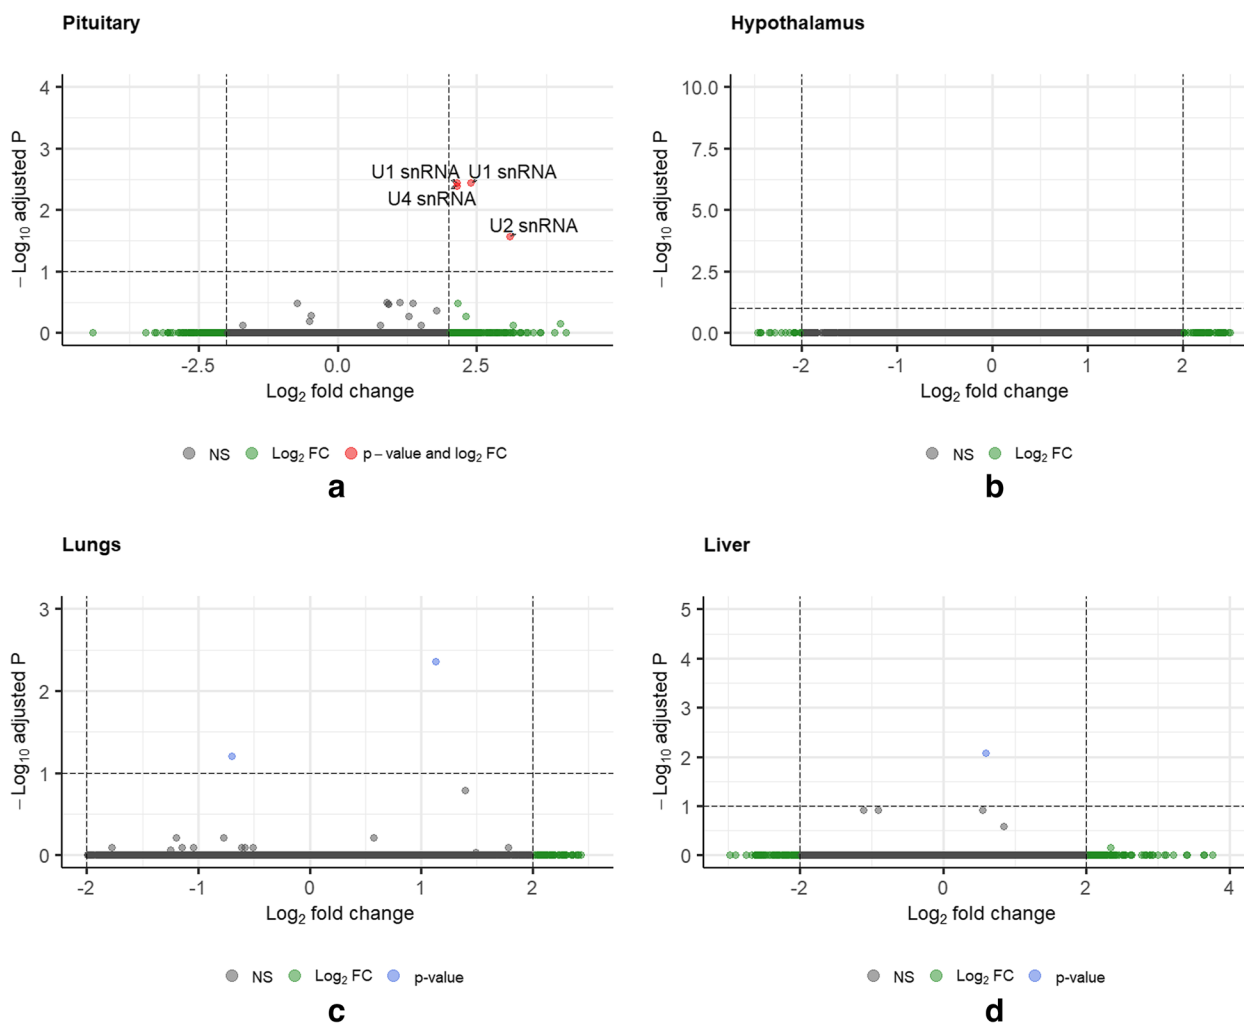 Pituitary
4
3
2
1
0
− Log10 adjusted P
U1 snRNA U1 snRNA
U4 snRNA
U2 snRNA
-2.5 0.0 2.5
Log2 fold change
NS Log2 FC p − value and log2 FC
a
Hypothalamus
10.0
7.5
5.0
2.5
0.0
− Log10 adjusted P
-2 -1 0 1 2
Log2 fold change
NS Log2 FC
b
Lungs
3
2
1
0
− Log10 adjusted P
-2 -1 0 1 2
Log2 fold change
NS Log2 FC p-value
c
Liver
5
4
3
2
1
0
− Log10 adjusted P
-2 0 2 4
Log2 fold change
NS Log2 FC p-value
d